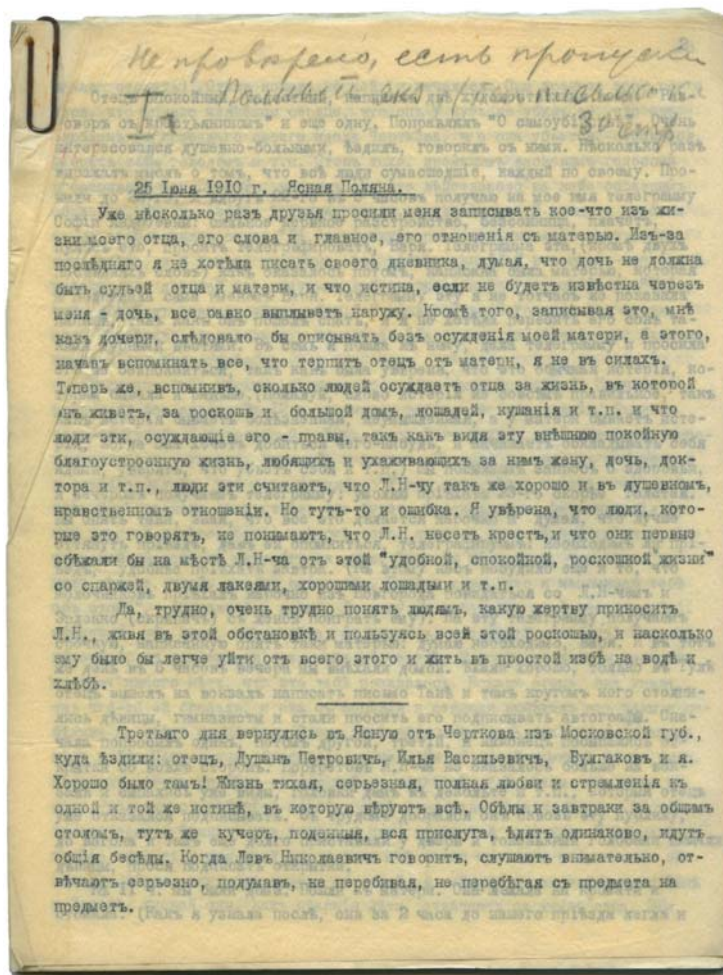 Не проверено, есть пропуски
Полный экз. письмока
30 стр
25 Іюня 1910 г. Ясная Поляна.
Уже нѣсколько разъ друзья просили меня записывать кое-что изъ жи-
зни моего отца, его слова и главное, его отношенія съ матерью. Изъ-за
послѣдняго я не хотѣла писать своего дневника, думая, что дочь не должна
быть судьей отца и матери, и что истина, если не будетъ извѣстна черезъ
меня - дочь, все равно выплыветъ наружу. Кромѣ того, записывая это, мнѣ
какъ дочери, слѣдовало бы описывать безъ осужденія моей матери, а этого,
начавъ вспоминать все, что терпитъ отецъ отъ матери, я не въ силахъ.
Теперь же, вспомнивъ, сколько людей осуждаетъ отца за жизнь, въ которой
онъ живетъ, за роскошь и большой домъ, лошадей, кушанія и т.п. и что
люди эти, осуждающіе его - правы, такъ какъ видя эту внѣшнюю покойную
благоустроенную жизнь, любящихъ и ухаживающихъ за нимъ жену, дочь, док-
тора и т.п., люди эти считаютъ, что Л.Н-чу такъ же хорошо и въ душевномъ,
нравственномъ отношеніи. Но тутъ-то и ошибка. Я увѣрена, что люди, кото-
рые это говорятъ, не понимаютъ, что Л.Н. несетъ крестъ, и что они первые
сбѣжали бы на мѣстѣ Л.Н-ча отъ этой "удобной, спокойной, роскошной жизни"
со спаржей, двумя лакеями, хорошими лошадьми и т.п.
Да, трудно, очень трудно понять людямъ, какую жертву приноситъ
Л.Н., живя въ этой обстановкѣ и пользуясь всей этой роскошью, и насколько
ему было бы легче уйти отъ всего этого и жить въ простой избѣ на водѣ и
хлѣбѣ.
Третьяго дня вернулись въ Ясную отъ Черткова изъ Московской губ.,
куда ѣздили: отецъ, Душанъ Петровичъ, Илья Васильевичъ, Булгаковъ и я.
Хорошо было тамъ! Жизнь тихая, серьезная, полная любви и стремленія къ
одной и той же истинѣ, въ которую вѣруютъ всѣ. Обѣды и завтраки за общимъ
столомъ, тутъ же кучеръ, поденныя, вся прислуга, ѣдятъ одинаково, идутъ
общія бесѣды. Когда Левъ Николаевичъ говоритъ, слушаютъ внимательно, от-
вѣчаютъ серьезно, подумавъ, не перебивая, не перебѣгая съ предмета на
предметъ.